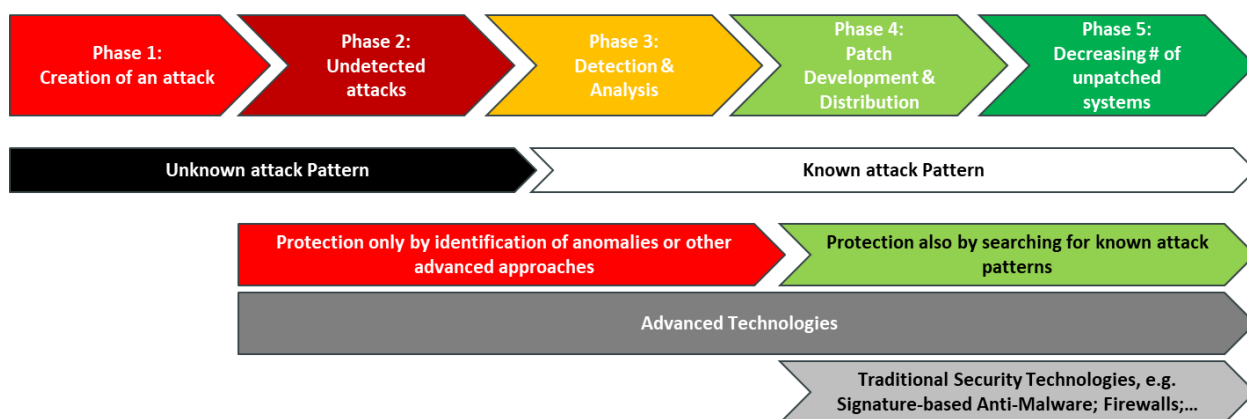 Phase 1:
Creation of an attack
Phase 2:
Undetected
attacks
Phase 3:
Detection &
Analysis
Phase 4:
Patch
Development &
Distribution
Phase 5:
Decreasing # of
unpatched
systems
Unknown attack Pattern
Known attack Pattern
Protection only by identification of anomalies or other
advanced approaches
Protection also by searching for known attack
patterns
Advanced Technologies
Traditional Security Technologies, e.g.
Signature-based Anti-Malware; Firewalls;...